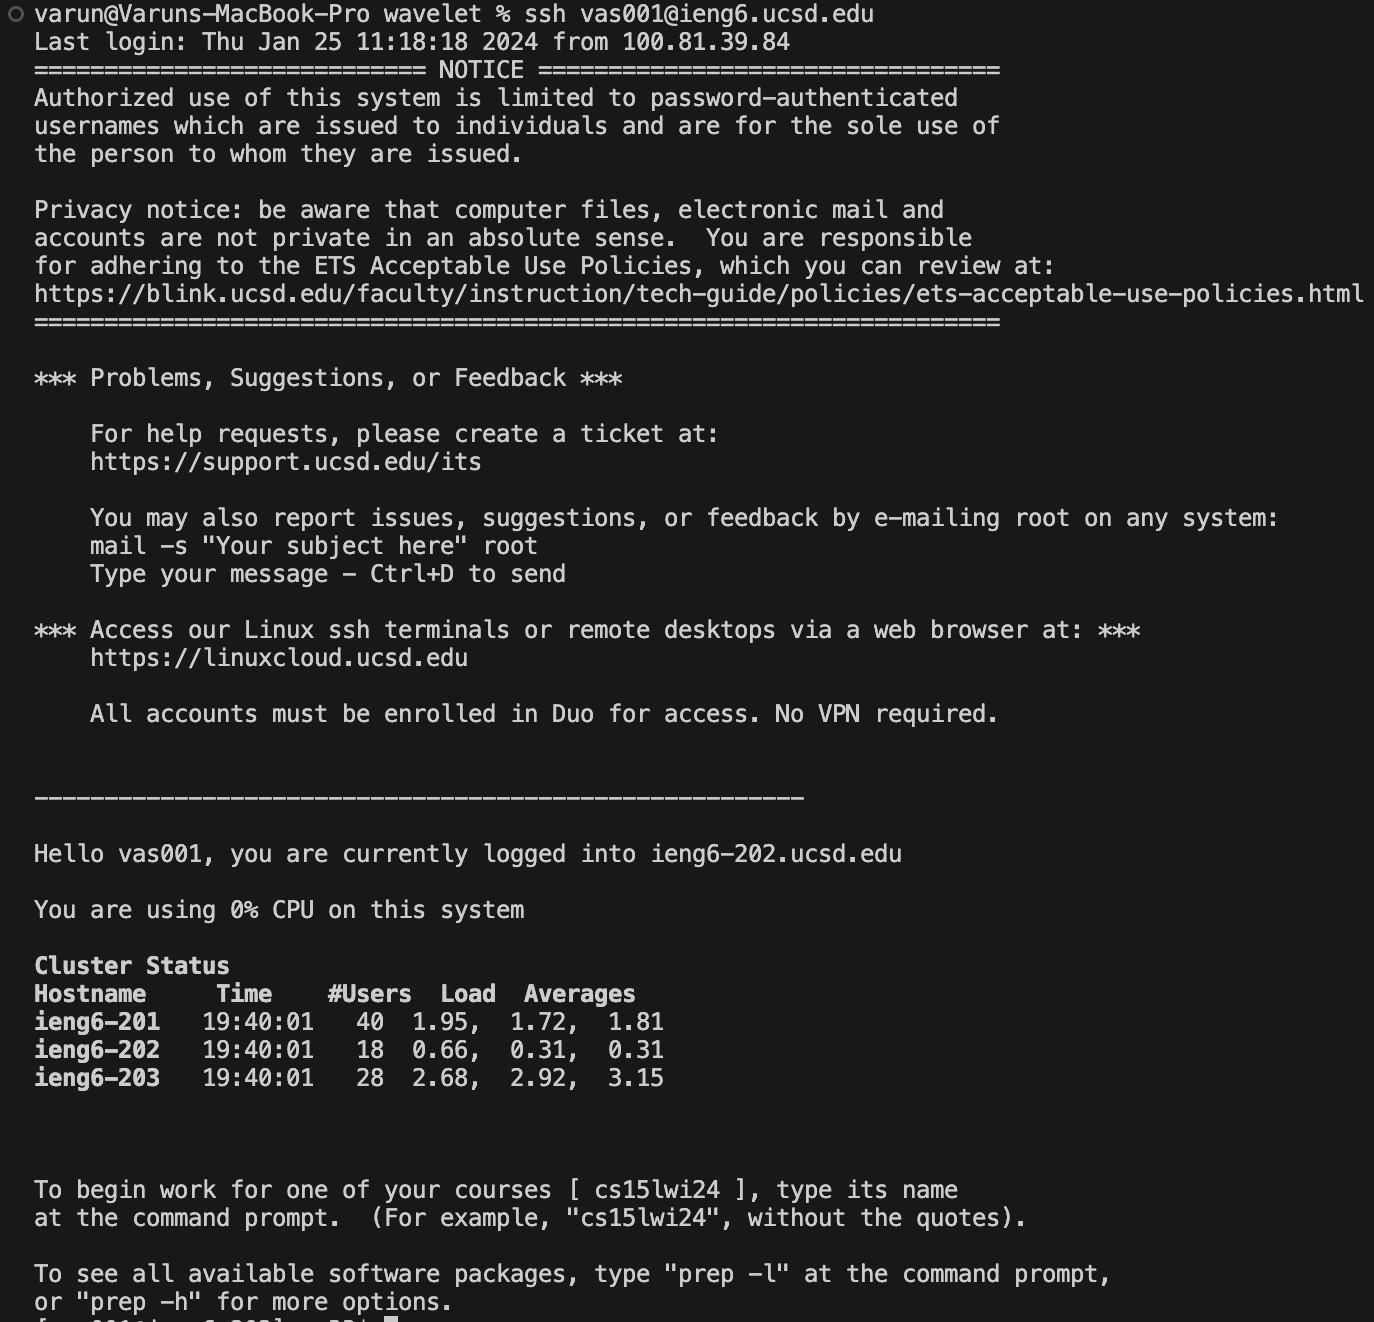 varun@Varuns-MacBook-Pro wavelet % ssh vas001@ieng6.ucsd.edu
Last login: Thu Jan 25 11:18:18 2024 from 100.81.39.84
============================ NOTICE =================================
Authorized use of this system is limited to password-authenticated
usernames which are issued to individuals and are for the sole use of
the person to whom they are issued.

Privacy notice: be aware that computer files, electronic mail and
accounts are not private in an absolute sense.  You are responsible
for adhering to the ETS Acceptable Use Policies, which you can review at:
https://blink.ucsd.edu/faculty/instruction/tech-guide/policies/ets-acceptable-use-policies.html
=====================================================================

*** Problems, Suggestions, or Feedback ***

    For help requests, please create a ticket at:
    https://support.ucsd.edu/its

    You may also report issues, suggestions, or feedback by e-mailing root on any system:
    mail -s "Your subject here" root
    Type your message - Ctrl+D to send

*** Access our Linux ssh terminals or remote desktops via a web browser at: ***
    https://linuxcloud.ucsd.edu

    All accounts must be enrolled in Duo for access. No VPN required.

-------------------------------------------------------

Hello vas001, you are currently logged into ieng6-202.ucsd.edu

You are using 0% CPU on this system

Cluster Status
Hostname     Time    #Users  Load  Averages
ieng6-201   19:40:01   40  1.95,  1.72,  1.81
ieng6-202   19:40:01   18  0.66,  0.31,  0.31
ieng6-203   19:40:01   28  2.68,  2.92,  3.15

To begin work for one of your courses [ cs15lwi24 ], type its name
at the command prompt.  (For example, "cs15lwi24", without the quotes).

To see all available software packages, type "prep -l" at the command prompt,
or "prep -h" for more options.